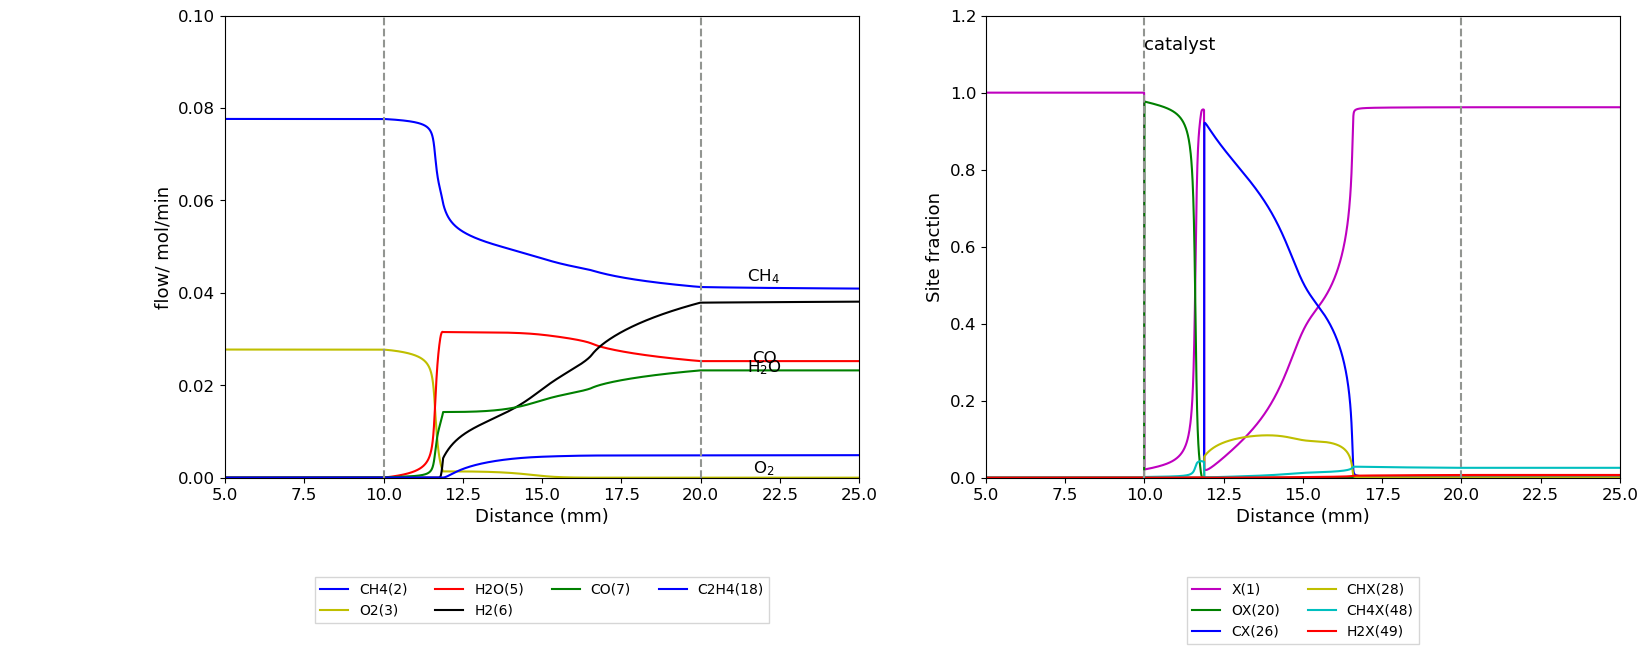 0.10
0.08
0.06
0.04
0.02
0.00
flow/ mol/min
CH₄
CO
H₂O
O₂
5.0 7.5 10.0 12.5 15.0 17.5 20.0 22.5 25.0
Distance (mm)
CH4(2) H2O(5) CO(7) C2H4(18)
O2(3) H2(6)
1.2
1.0
0.8
0.6
0.4
0.2
0.0
Site fraction
catalyst
5.0 7.5 10.0 12.5 15.0 17.5 20.0 22.5 25.0
Distance (mm)
X(1) CHX(28)
OX(20) CH4X(48)
CX(26) H2X(49)